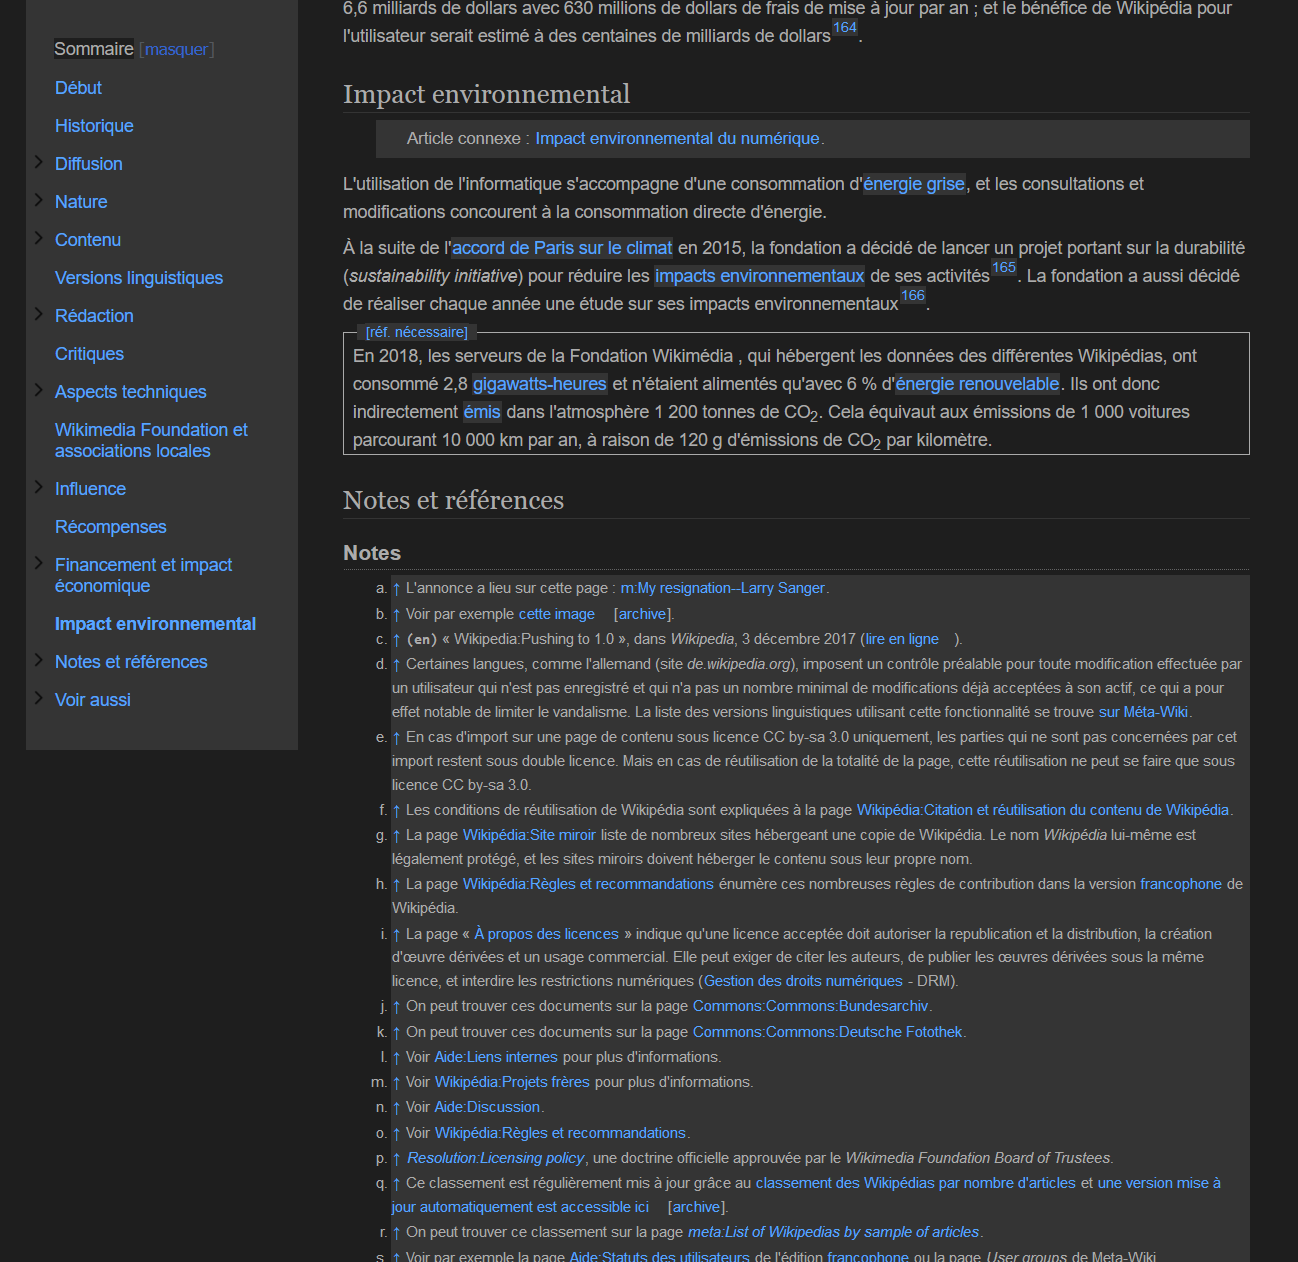 Sommaire [masquer]
Début
Historique
Diffusion
Nature
Contenu
Versions linguistiques
Rédaction
Critiques
Aspects techniques
Wikimedia Foundation et
associations locales
Influence
Récompenses
Financement et impact
économique
Impact environnemental
Notes et références
Voir aussi
6,6 milliards de dollars avec 630 millions de dollars de frais de mise à jour par an ; et le bénéfice de Wikipédia pour
l'utilisateur serait estimé à des centaines de milliards de dollars164.
Impact environnemental
Article connexe : Impact environnemental du numérique.
L'utilisation de l'informatique s'accompagne d'une consommation d'énergie grise, et les consultations et
modifications concourent à la consommation directe d'énergie.
À la suite de l'accord de Paris sur le climat en 2015, la fondation a décidé de lancer un projet portant sur la durabilité
(sustainability initiative) pour réduire les impacts environnementaux de ses activités165. La fondation a aussi décidé
de réaliser chaque année une étude sur ses impacts environnementaux166.
[réf. nécessaire]
En 2018, les serveurs de la Fondation Wikimédia , qui hébergent les données des différentes Wikipédias, ont
consommé 2,8 gigawatts-heures et n'étaient alimentés qu'avec 6 % d'énergie renouvelable. Ils ont donc
indirectement émis dans l'atmosphère 1 200 tonnes de CO2. Cela équivaut aux émissions de 1 000 voitures
parcourant 10 000 km par an, à raison de 120 g d'émissions de CO2 par kilomètre.
Notes et références
Notes
a. ↑ L'annonce a lieu sur cette page : m:My resignation--Larry Sanger.
b. ↑ Voir par exemple cette image [archive].
c. ↑ (en) « Wikipedia:Pushing to 1.0 », dans Wikipedia, 3 décembre 2017 (lire en ligne ).
d. ↑ Certaines langues, comme l'allemand (site de.wikipedia.org), imposent un contrôle préalable pour toute modification effectuée par
un utilisateur qui n'est pas enregistré et qui n'a pas un nombre minimal de modifications déjà acceptées à son actif, ce qui a pour
effet notable de limiter le vandalisme. La liste des versions linguistiques utilisant cette fonctionnalité se trouve sur Méta-Wiki.
e. ↑ En cas d'import sur une page de contenu sous licence CC by-sa 3.0 uniquement, les parties qui ne sont pas concernées par cet
import restent sous double licence. Mais en cas de réutilisation de la totalité de la page, cette réutilisation ne peut se faire que sous
licence CC by-sa 3.0.
f. ↑ Les conditions de réutilisation de Wikipédia sont expliquées à la page Wikipédia:Citation et réutilisation du contenu de Wikipédia.
g. ↑ La page Wikipédia:Site miroir liste de nombreux sites hébergeant une copie de Wikipédia. Le nom Wikipédia lui-même est
légalement protégé, et les sites miroirs doivent héberger le contenu sous leur propre nom.
h. ↑ La page Wikipédia:Règles et recommandations énumère ces nombreuses règles de contribution dans la version francophone de
Wikipédia.
i. ↑ La page « À propos des licences » indique qu'une licence acceptée doit autoriser la republication et la distribution, la création
d'œuvre dérivées et un usage commercial. Elle peut exiger de citer les auteurs, de publier les œuvres dérivées sous la même
licence, et interdire les restrictions numériques (Gestion des droits numériques - DRM).
j. ↑ On peut trouver ces documents sur la page Commons:Commons:Bundesarchiv.
k. ↑ On peut trouver ces documents sur la page Commons:Commons:Deutsche Fotothek.
l. ↑ Voir Aide:Liens internes pour plus d'informations.
m. ↑ Voir Wikipédia:Projets frères pour plus d'informations.
n. ↑ Voir Aide:Discussion.
o. ↑ Voir Wikipédia:Règles et recommandations.
p. ↑ Resolution:Licensing policy, une doctrine officielle approuvée par le Wikimedia Foundation Board of Trustees.
q. ↑ Ce classement est régulièrement mis à jour grâce au classement des Wikipédias par nombre d'articles et une version mise à
jour automatiquement est accessible ici [archive].
r. ↑ On peut trouver ce classement sur la page meta:List of Wikipedias by sample of articles.
s. ↑ Voir par exemple la page Aide:Statuts des utilisateurs de l'édition francophone ou la page User groups de Meta-Wiki.